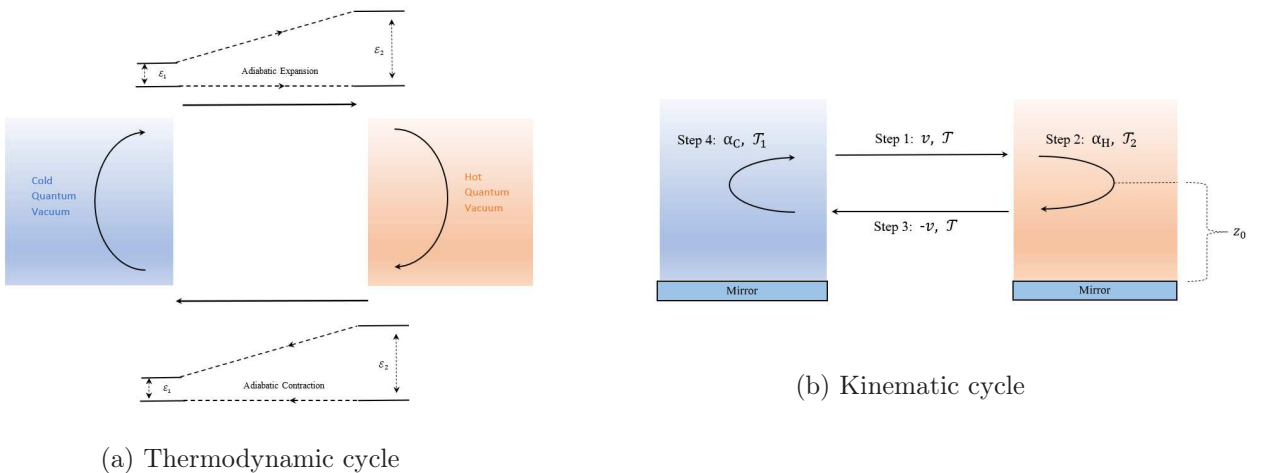 ε₁
ε₂
Adiabatic Expansion
Cold
Quantum
Vacuum
Hot
Quantum
Vacuum
ε₁
ε₂
Adiabatic Contraction
(a) Thermodynamic cycle
Step 4: α_C, 𝒯₁
Step 1: v, 𝒯
Step 2: α_H, 𝒯₂
Step 3: -v, 𝒯
z₀
Mirror
Mirror
(b) Kinematic cycle